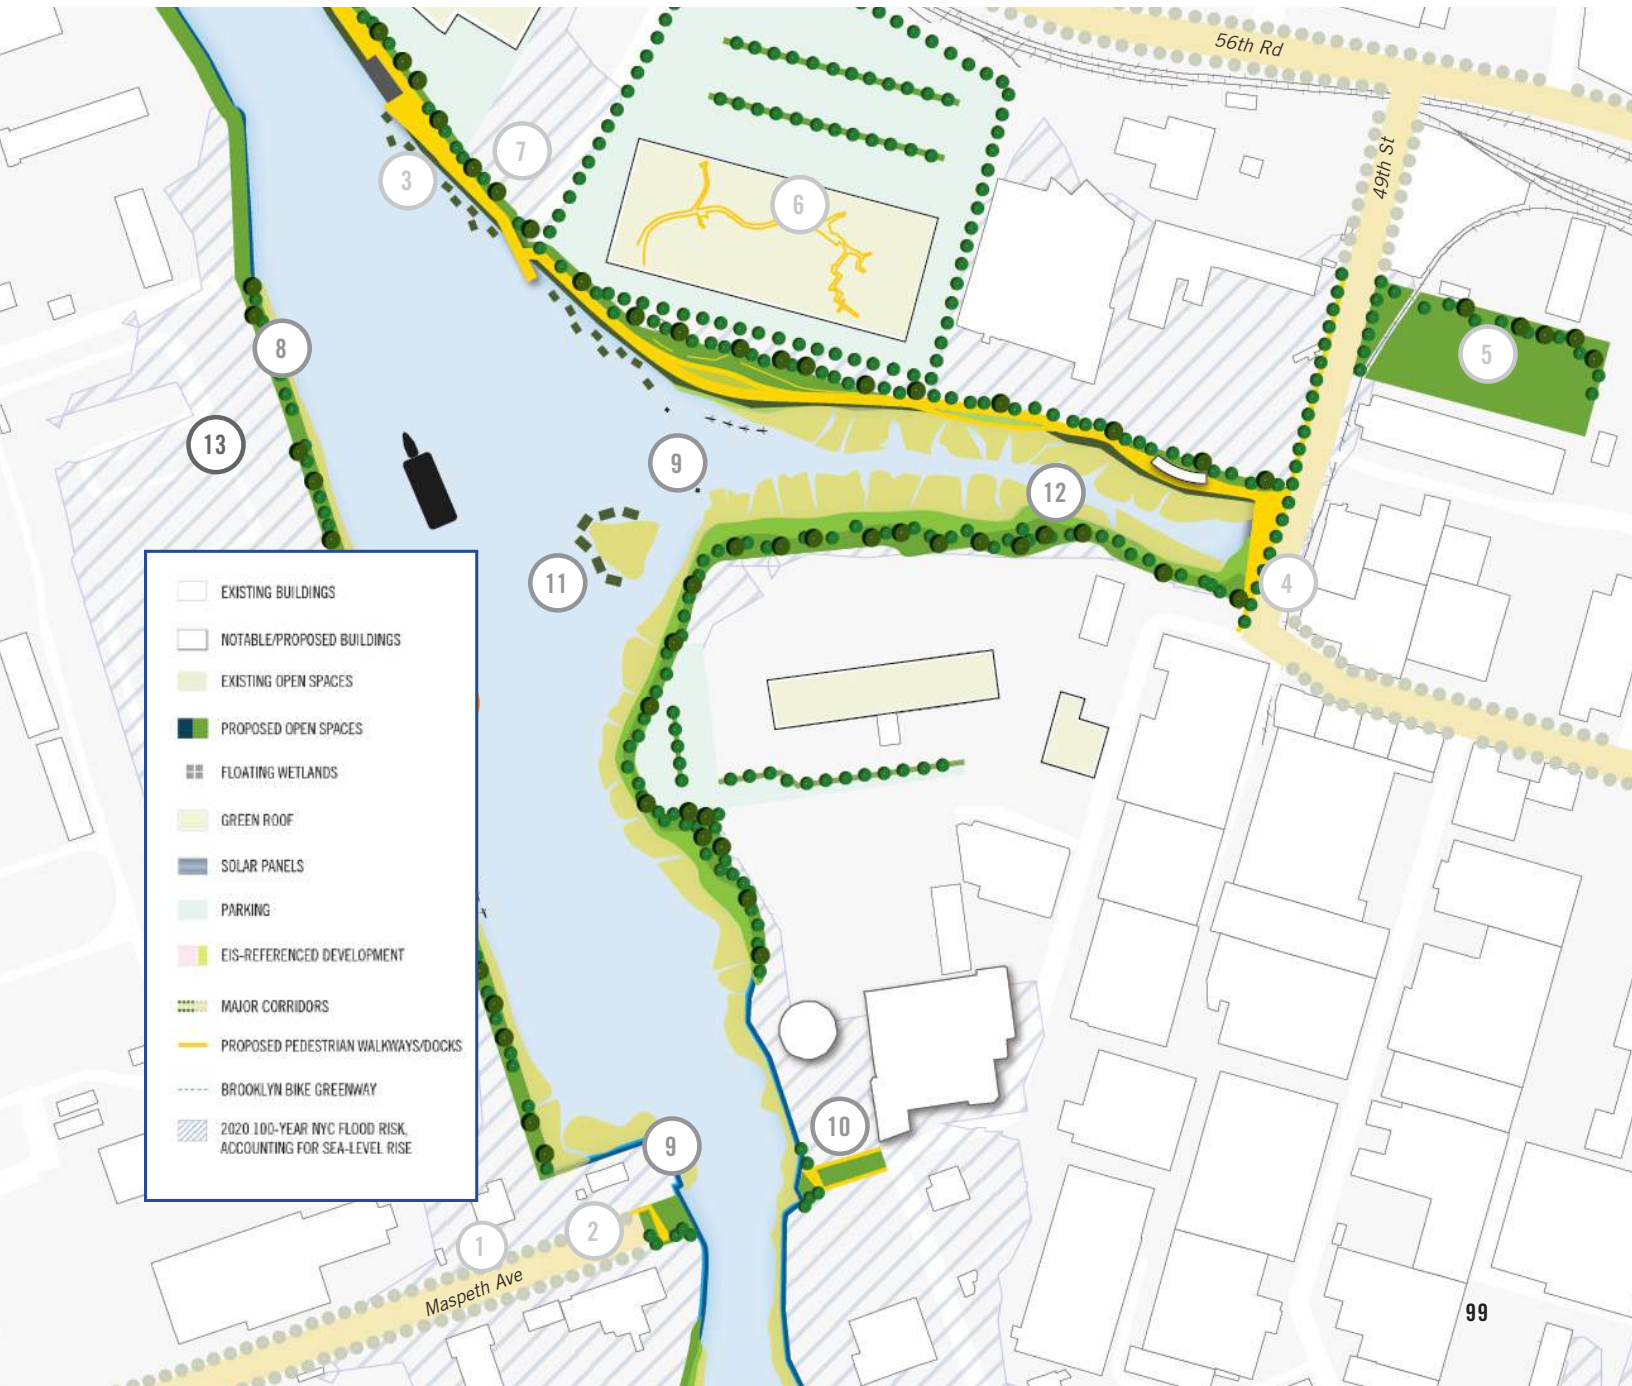 56th Rd
49th St
7
3
6
5
8
13
9
12
11
4
EXISTING BUILDINGS
NOTABLE/PROPOSED BUILDINGS
EXISTING OPEN SPACES
PROPOSED OPEN SPACES
FLOATING WETLANDS
GREEN ROOF
SOLAR PANELS
PARKING
EIS-REFERENCED DEVELOPMENT
MAJOR CORRIDORS
PROPOSED PEDESTRIAN WALKWAYS/DOCKS
BROOKLYN BIKE GREENWAY
2020 100-YEAR NYC FLOOD RISK,
ACCOUNTING FOR SEA-LEVEL RISE
10
9
2
1
Maspeth Ave
99